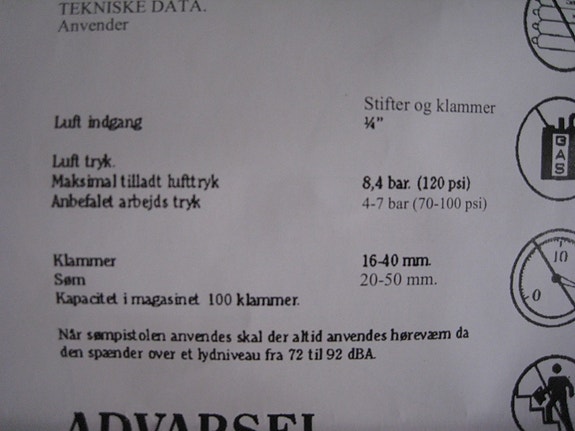 TEKNISKE DATA.
Anvender
Stifter og klammer
Luft indgang ¼”
Luft tryk.
Maksimal tilladt lufttryk 8,4 bar. (120 psi)
Anbefalet arbejds tryk 4-7 bar (70-100 psi)
Klammer 16-40 mm.
Søm 20-50 mm.
Kapacitet i magasinet 100 klammer.
Når sømpistolen anvendes skal der altid anvendes høreværn da
den spænder over et lydniveau fra 72 til 92 dBA.
ADVARSEL
GAS
10
0